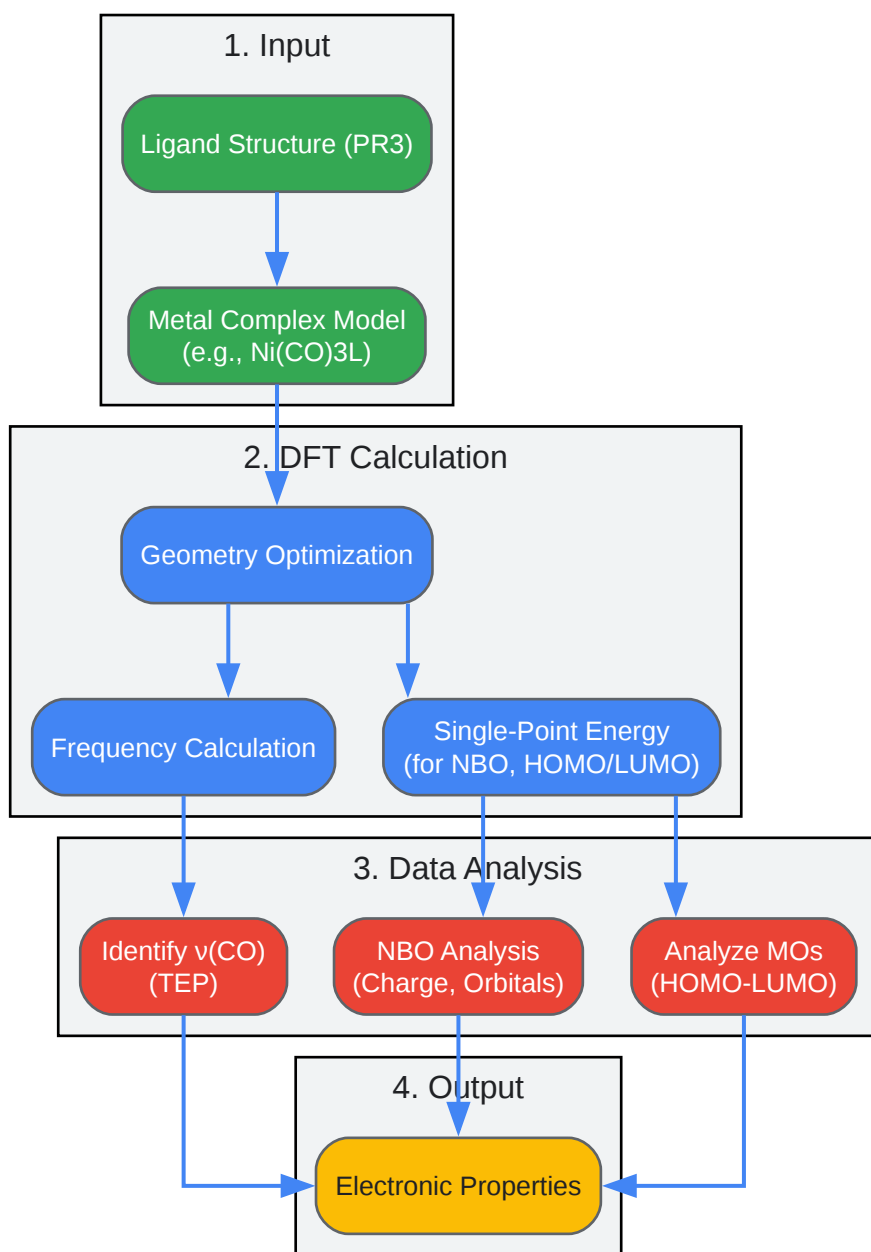 1. Input
Ligand Structure (PR3)
Metal Complex Model
(e.g., Ni(CO)3L)
2. DFT Calculation
Geometry Optimization
Frequency Calculation
Single-Point Energy
(for NBO, HOMO/LUMO)
3. Data Analysis
Identify ν(CO)
(TEP)
NBO Analysis
(Charge, Orbitals)
Analyze MOs
(HOMO-LUMO)
4. Output
Electronic Properties